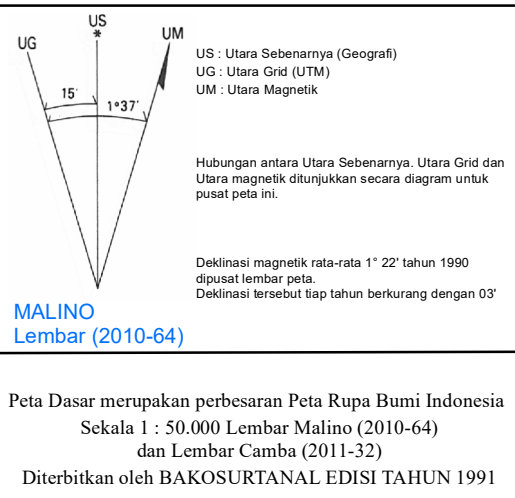 US
*
UG
UM
15'
1°37'
US : Utara Sebenarnya (Geografi)
UG : Utara Grid (UTM)
UM : Utara Magnetik
Hubungan antara Utara Sebenarnya. Utara Grid dan
Utara magnetik ditunjukkan secara diagram untuk
pusat peta ini.
Deklinasi magnetik rata-rata 1° 22' tahun 1990
dipusat lembar peta.
Deklinasi tersebut tiap tahun berkurang dengan 03'
MALINO
Lembar (2010-64)
Peta Dasar merupakan perbesaran Peta Rupa Bumi Indonesia
Sekala 1 : 50.000 Lembar Malino (2010-64)
dan Lembar Camba (2011-32)
Diterbitkan oleh BAKOSURTANAL EDISI TAHUN 1991